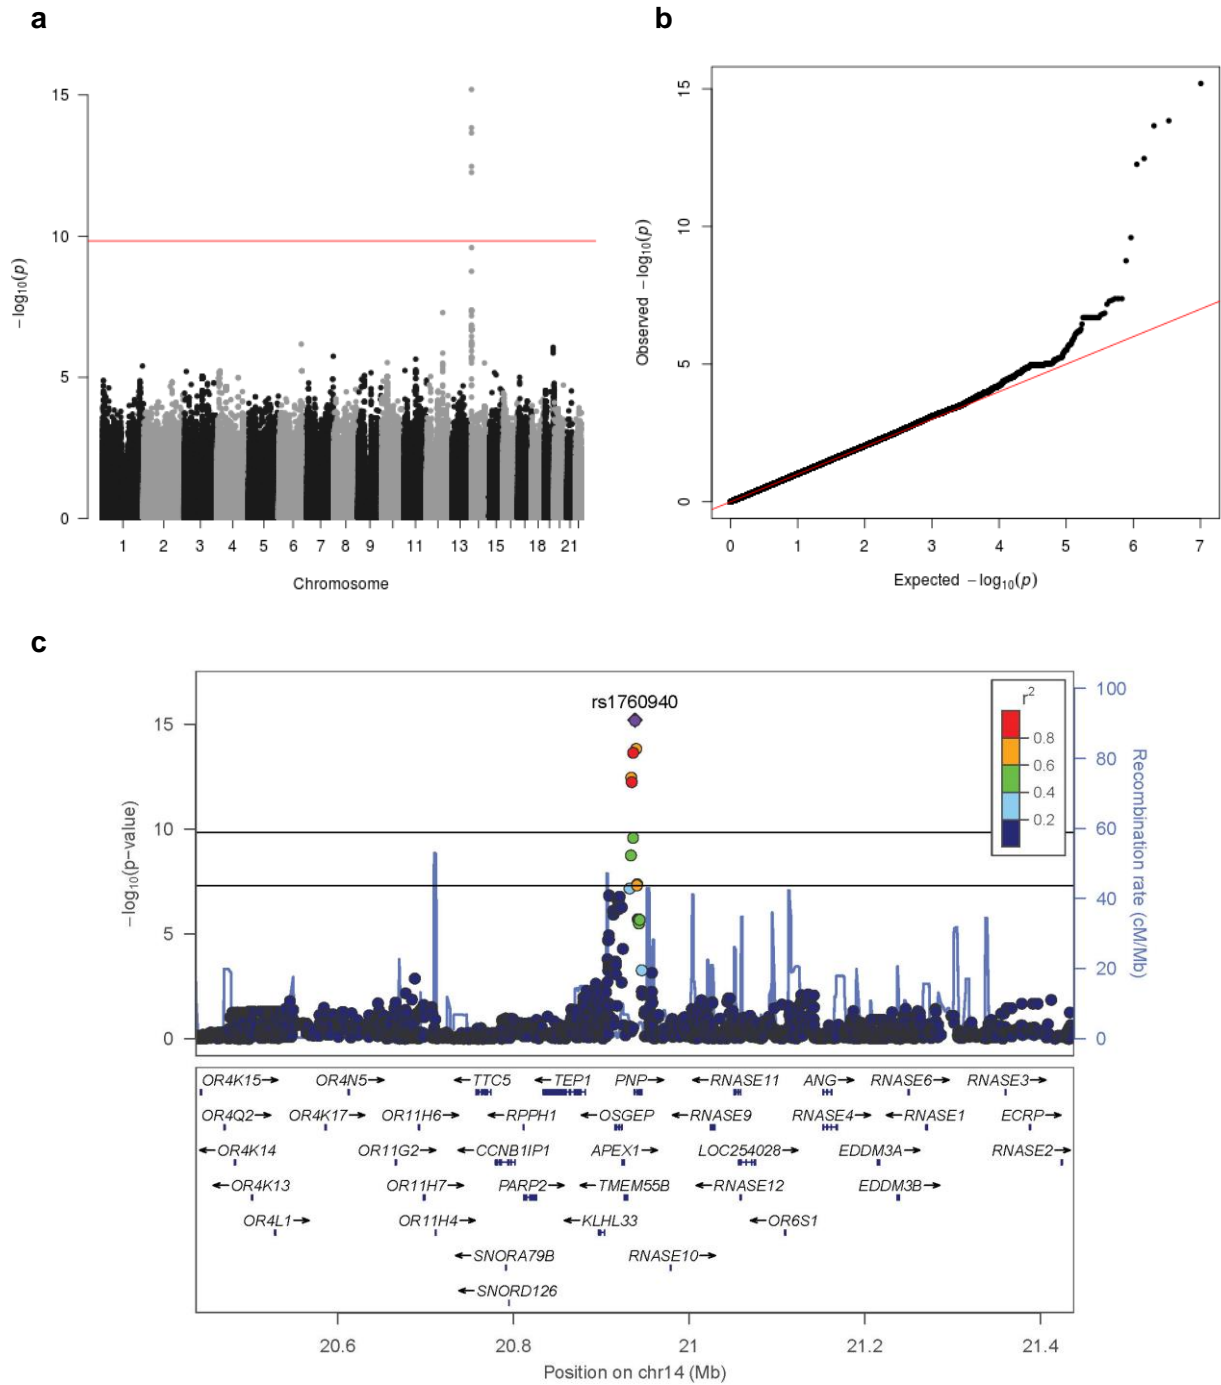 a
b
15
10
5
0
−log10(p)
1 2 3 4 5 6 7 8 9 11 13 15 18 21
Chromosome
15
10
5
0
Observed −log10(p)
0 1 2 3 4 5 6 7
Expected −log10(p)
c
rs1760940
15
10
5
0
−log10(p-value)
r2
0.8
0.6
0.4
0.2
100
80
60
40
20
0
Recombination rate (cM/Mb)
OR4K15→ OR4N5→ ←TTC5 ←TEP1 PNP→ ←RNASE11 ANG→ RNASE6→ RNASE3→
OR4Q2→ OR4K17→ OR11H6→ ←RPPH1 ←OSGEP ←RNASE9 RNASE4→ ←RNASE1 ECRP→
←OR4K14 OR11G2→ ←CCNB1IP1 APEX1→ LOC254028→ EDDM3A→ RNASE2→
←OR4K13 OR11H7→ PARP2→ ←TMEM55B ←RNASE12 EDDM3B→
OR4L1→ OR11H4→ ←KLHL33 ←OR6S1
←SNORA79B RNASE10→
←SNORD126
20.6 20.8 21 21.2 21.4
Position on chr14 (Mb)